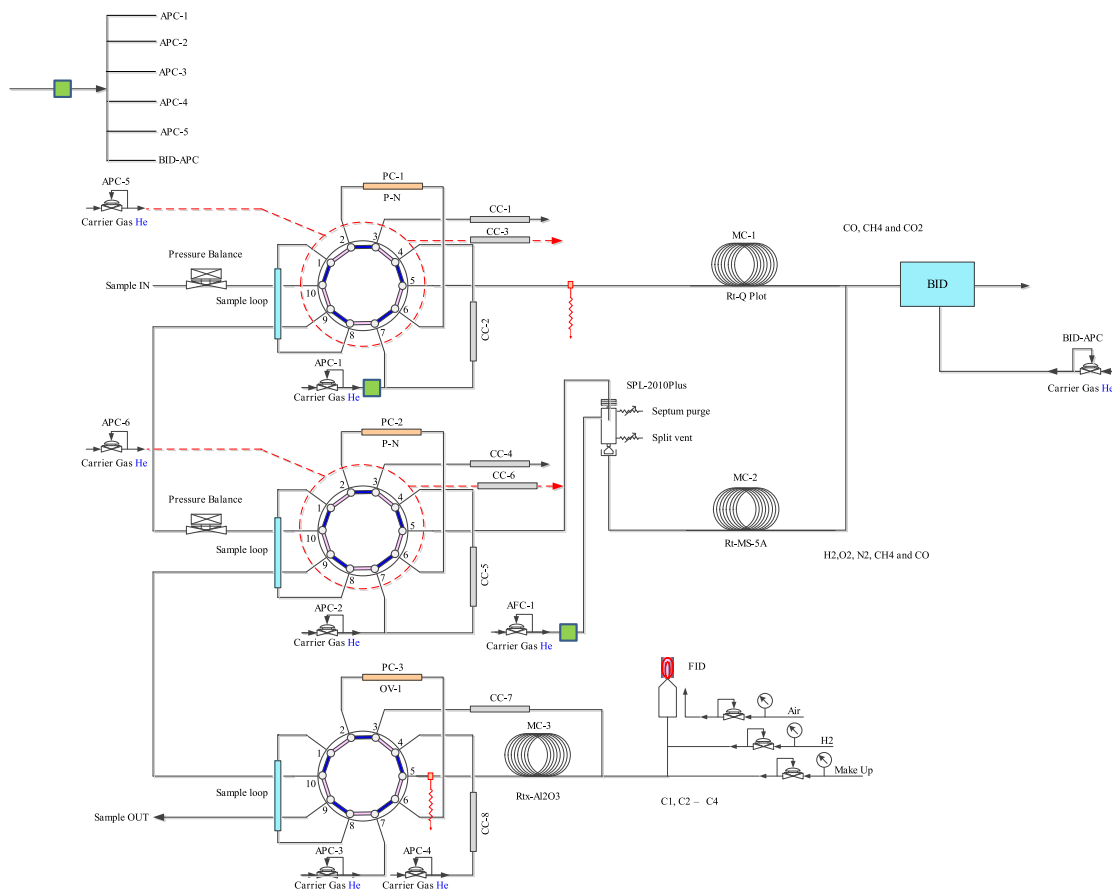 APC-1
APC-2
APC-3
APC-4
APC-5
BID-APC
APC-5
Carrier Gas He
PC-1
P-N
CC-1
CC-3
Pressure Balance
Sample IN
Sample loop
1
2
3
4
5
6
7
8
9
10
CC-2
APC-1
Carrier Gas He
MC-1
Rt-Q Plot
CO, CH4 and CO2
BID
BID-APC
Carrier Gas He
APC-6
Carrier Gas He
PC-2
P-N
CC-4
CC-6
Pressure Balance
Sample loop
1
2
3
4
5
6
7
8
9
10
CC-5
APC-2
Carrier Gas He
SPL-2010Plus
Septum purge
Split vent
AFC-1
Carrier Gas He
MC-2
Rt-MS-5A
H2,O2, N2, CH4 and CO
PC-3
OV-1
CC-7
Sample loop
1
2
3
4
5
6
7
8
9
10
Sample OUT
CC-8
APC-3
Carrier Gas He
APC-4
Carrier Gas He
MC-3
Rtx-Al2O3
FID
Air
H2
Make Up
C1, C2 – C4